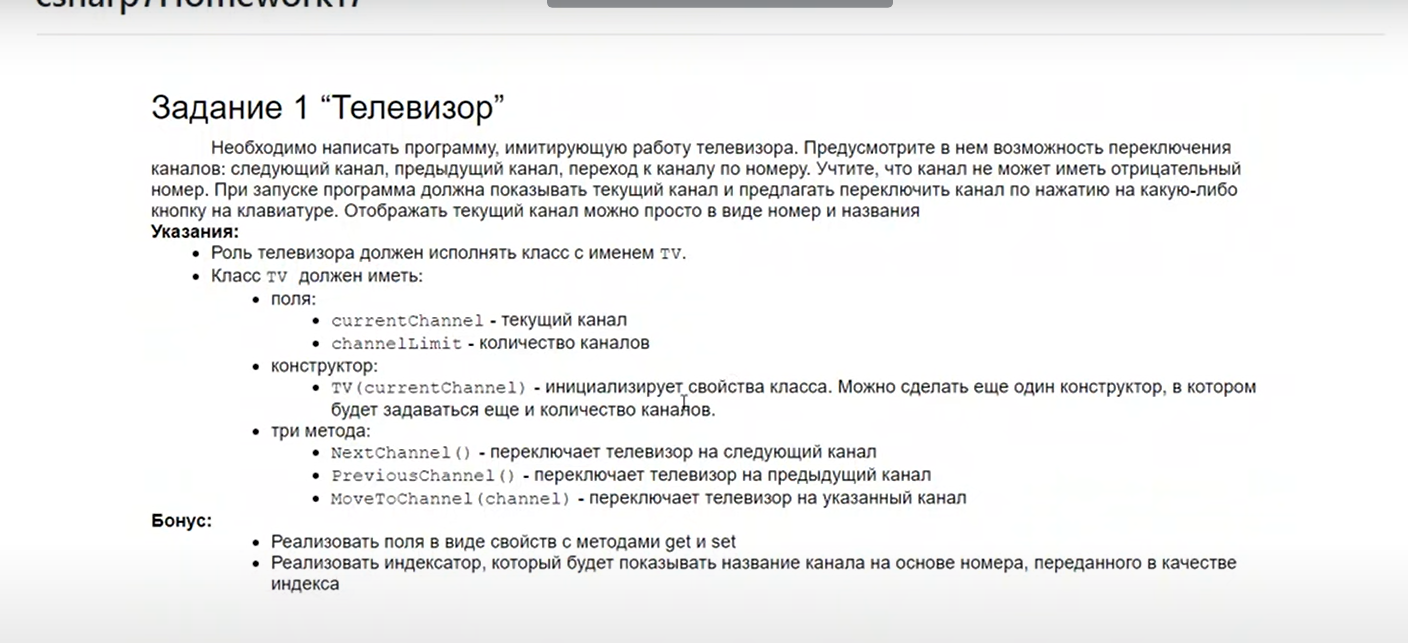 csharp7Homework17
Задание 1 “Телевизор”
Необходимо написать программу, имитирующую работу телевизора. Предусмотрите в нем возможность переключения
каналов: следующий канал, предыдущий канал, переход к каналу по номеру. Учтите, что канал не может иметь отрицательный
номер. При запуске программа должна показывать текущий канал и предлагать переключить канал по нажатию на какую-либо
кнопку на клавиатуре. Отображать текущий канал можно просто в виде номер и названия
Указания:
• Роль телевизора должен исполнять класс с именем TV.
• Класс TV должен иметь:
• поля:
• currentChannel - текущий канал
• channelLimit - количество каналов
• конструктор:
• TV(currentChannel) - инициализирует свойства класса. Можно сделать еще один конструктор, в котором
будет задаваться еще и количество каналов.
• три метода:
• NextChannel() - переключает телевизор на следующий канал
• PreviousChannel() - переключает телевизор на предыдущий канал
• MoveToChannel(channel) - переключает телевизор на указанный канал
Бонус:
• Реализовать поля в виде свойств с методами get и set
• Реализовать индексатор, который будет показывать название канала на основе номера, переданного в качестве
индекса